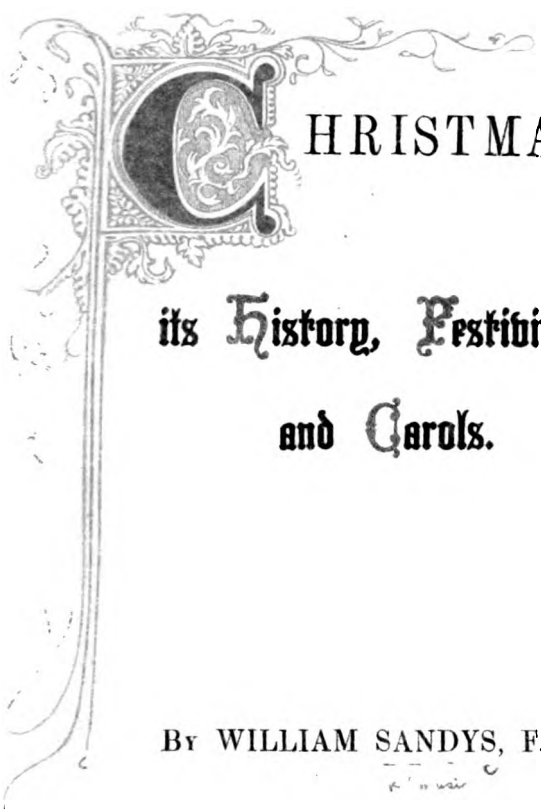 CHRISTMA
its History, Festivi
and Carols.
By WILLIAM SANDYS, F.